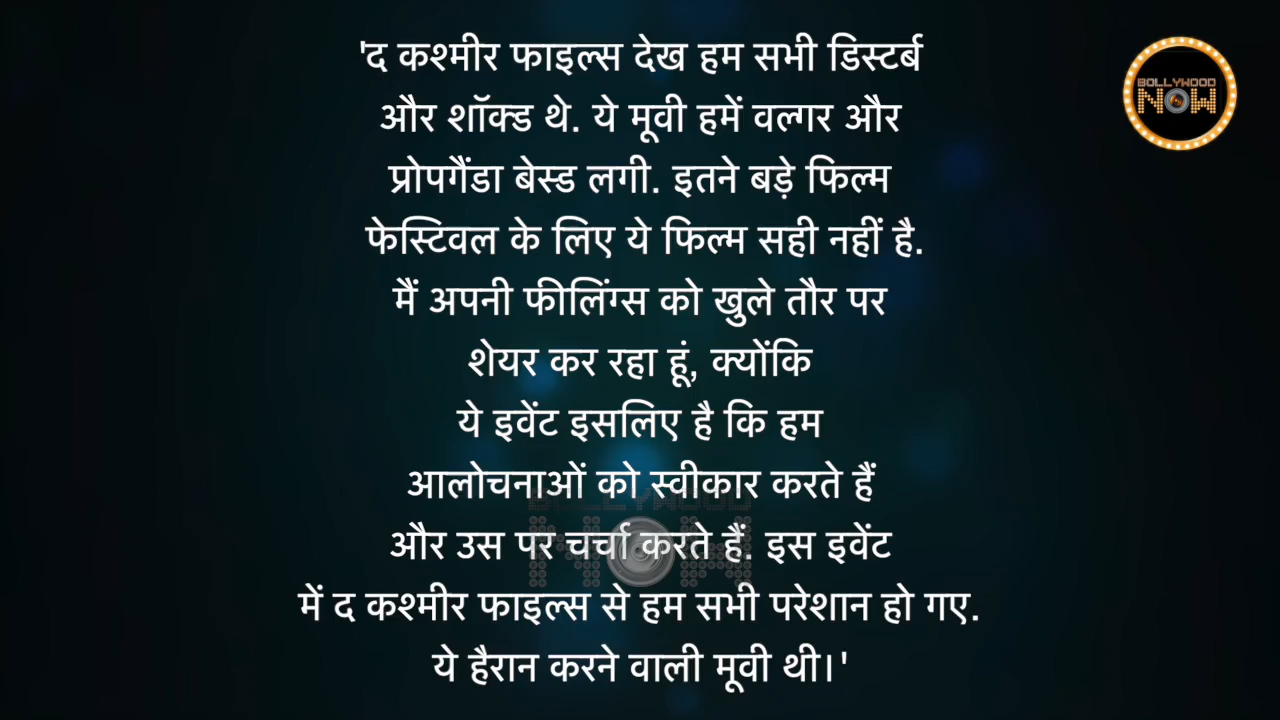 'द कश्मीर फाइल्स देख हम सभी डिस्टर्ब
और शॉक्ड थे. ये मूवी हमें वल्गर और
प्रोपगैंडा बेस्ड लगी. इतने बड़े फिल्म
फेस्टिवल के लिए ये फिल्म सही नहीं है.
मैं अपनी फीलिंग्स को खुले तौर पर
शेयर कर रहा हूं, क्योंकि
ये इवेंट इसलिए है कि हम
आलोचनाओं को स्वीकार करते हैं
और उस पर चर्चा करते हैं. इस इवेंट
में द कश्मीर फाइल्स से हम सभी परेशान हो गए.
ये हैरान करने वाली मूवी थी।'
BOLLYWOOD
NOW
BOLLYWOOD
NOW